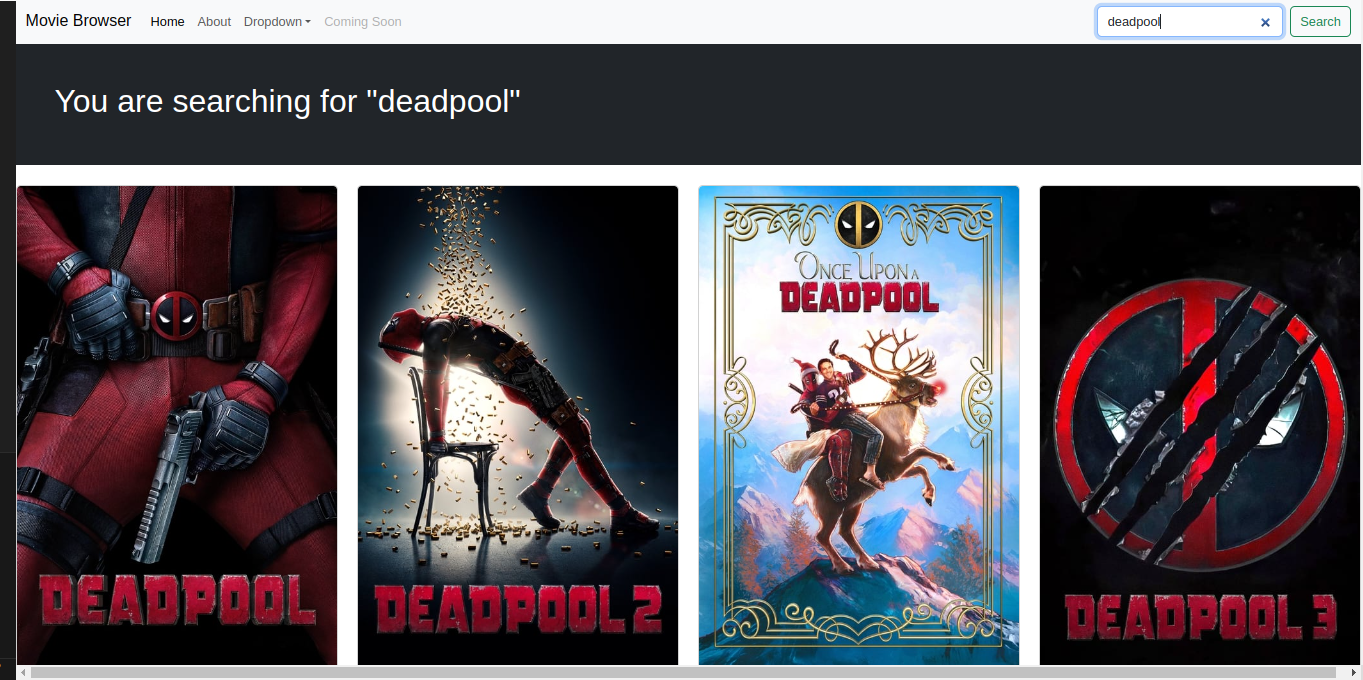 Movie Browser Home About Dropdown Coming Soon deadpool Search
You are searching for "deadpool"
DEADPOOL
DEADPOOL 2
ONCE UPON A
DEADPOOL
DEADPOOL 3